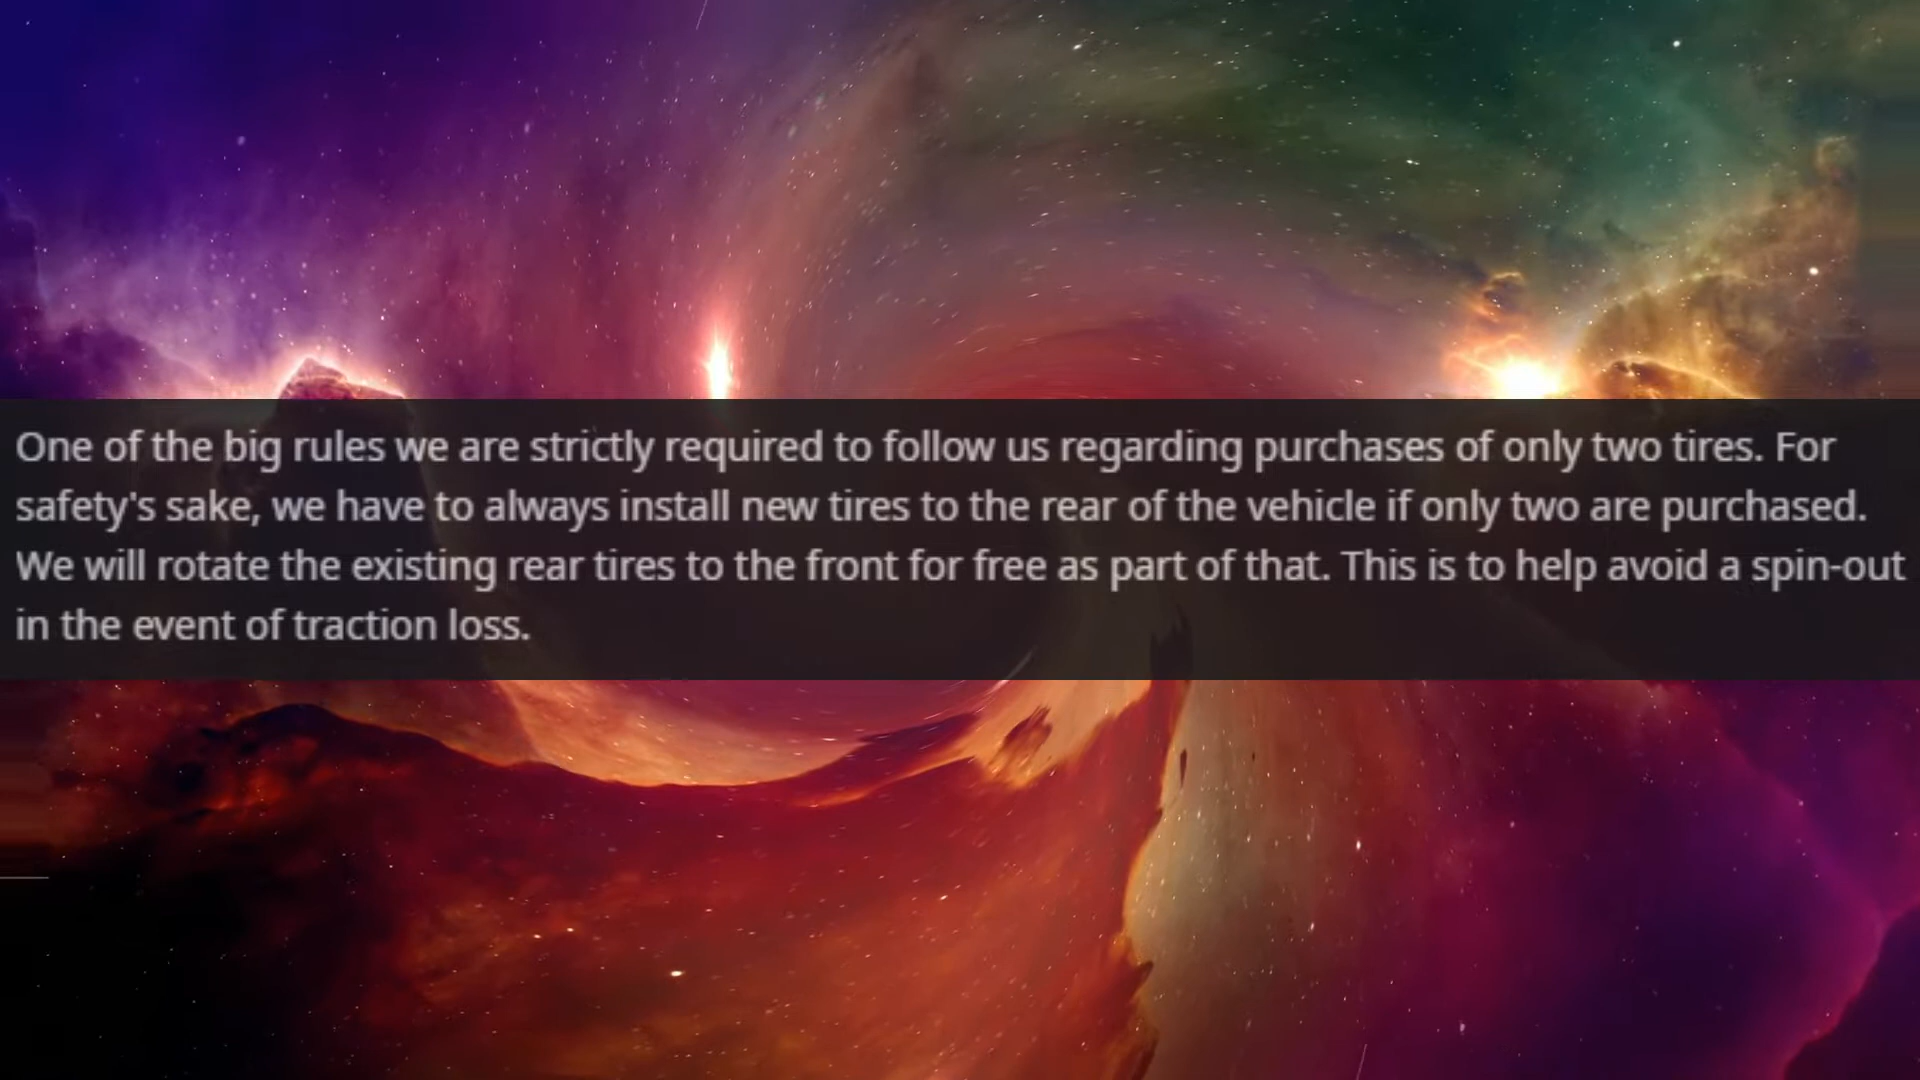 One of the big rules we are strictly required to follow us regarding purchases of only two tires. For
safety's sake, we have to always install new tires to the rear of the vehicle if only two are purchased.
We will rotate the existing rear tires to the front for free as part of that. This is to help avoid a spin-out
in the event of traction loss.